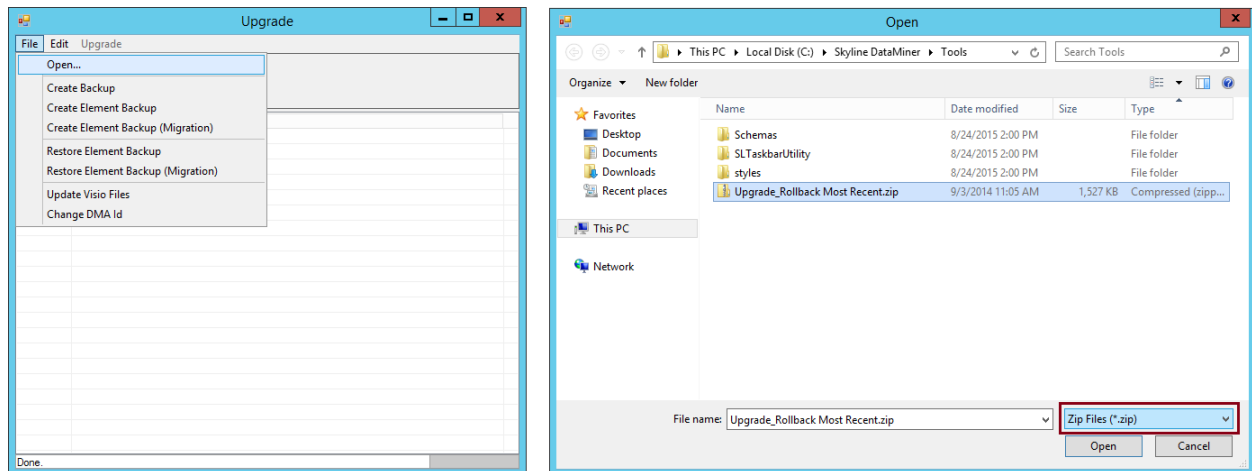 Upgrade
File Edit Upgrade
Open...
Create Backup
Create Element Backup
Create Element Backup (Migration)
Restore Element Backup
Restore Element Backup (Migration)
Update Visio Files
Change DMA Id
Done.
Open
This PC Local Disk (C:) Skyline DataMiner Tools Search Tools
Organize New folder
Favorites
Desktop
Documents
Downloads
Recent places
This PC
Network
Name Date modified Size Type
Schemas 8/24/2015 2:00 PM File folder
SLTaskbarUtility 8/24/2015 2:00 PM File folder
styles 8/24/2015 2:00 PM File folder
Upgrade_Rollback Most Recent.zip 9/3/2014 11:05 AM 1,527 KB Compressed (zipp...
File name: Upgrade_Rollback Most Recent.zip Zip Files (*.zip)
Open Cancel